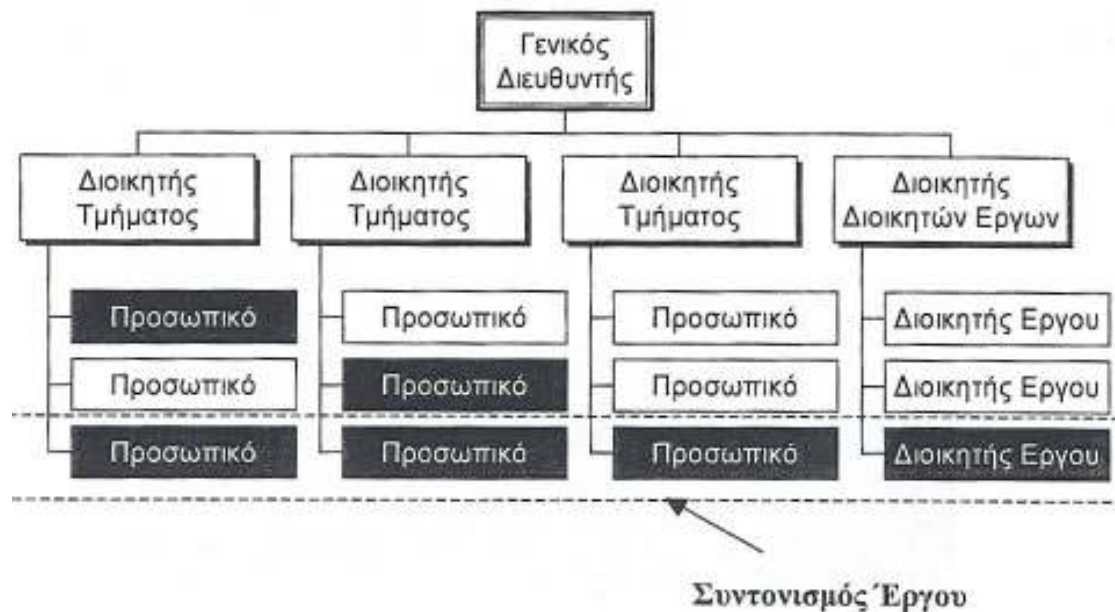 Γενικός
Διευθυντής
Διοικητής
Τμήματος
Διοικητής
Τμήματος
Διοικητής
Τμήματος
Διοικητής
Διοικητών Εργων
Προσωπικό
Προσωπικό
Προσωπικό
Διοικητής Εργου
Προσωπικό
Προσωπικό
Προσωπικό
Διοικητής Εργου
Προσωπικό
Προσωπικό
Προσωπικό
Διοικητής Εργου
Συντονισμός Έργου